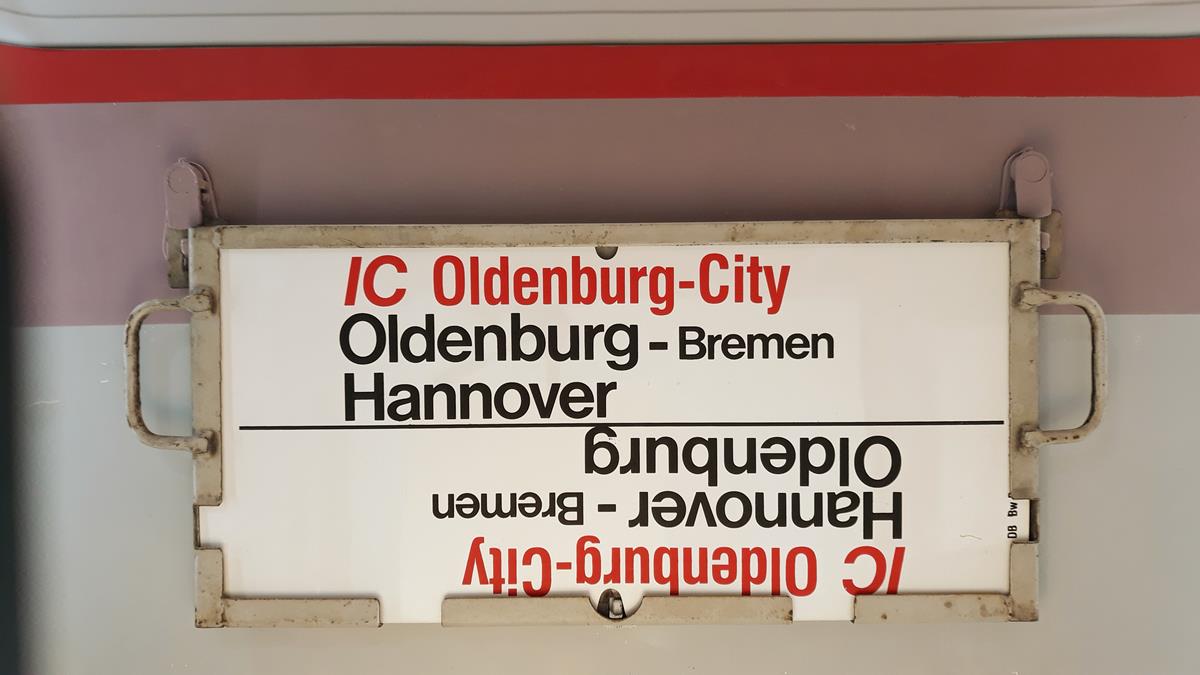 IC Oldenburg-City
Oldenburg - Bremen
Hannover
IC Oldenburg-City
Hannover - Bremen
Oldenburg
DB Bw